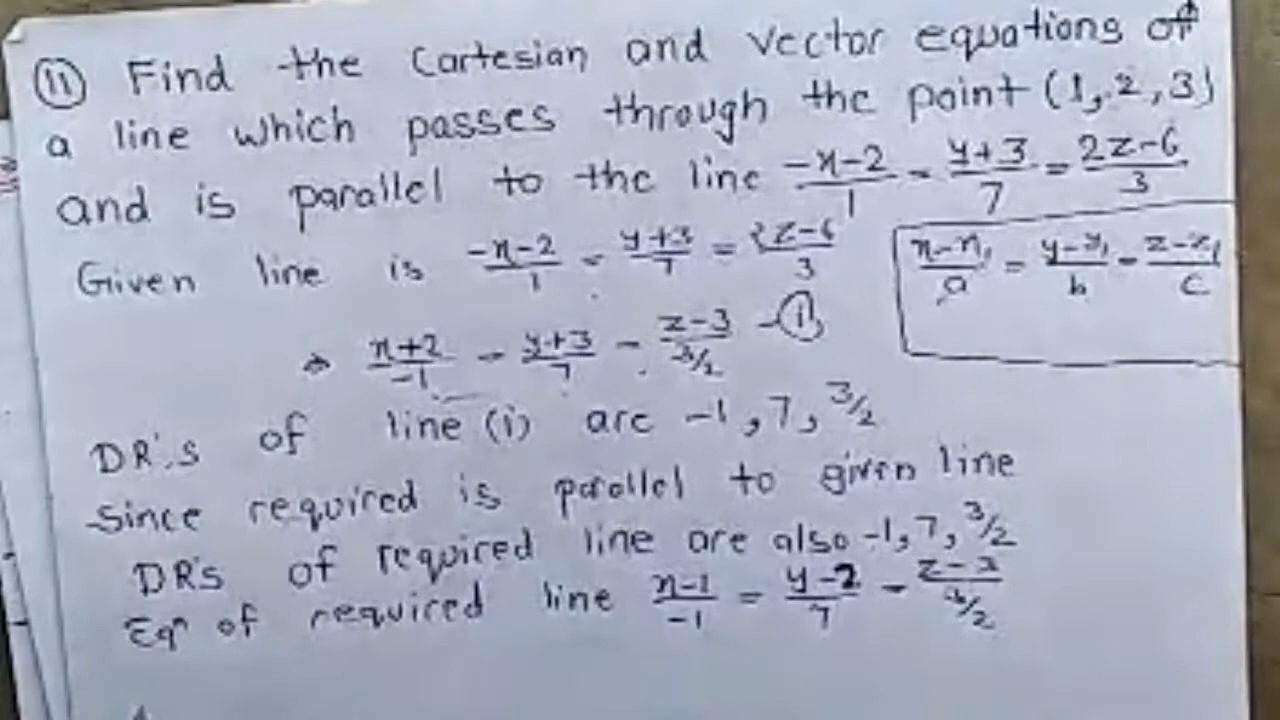 (11) Find the Cartesian and vector equations of
a line which passes through the point (1, 2, 3)
and is parallel to the line (-x-2)/1 = (y+3)/7 = (2z-6)/3
Given line is (-x-2)/1 = (y+3)/7 = (2z-6)/3
(x-x₁)/a = (y-y₁)/b = (z-z₁)/c
⇒ (x+2)/-1 = (y+3)/7 = (z-3)/(3/2) -(i)
DR's of line (i) are -1, 7, 3/2
Since required is parallel to given line
DR's of required line are also -1, 7, 3/2
Eqⁿ of required line (x-1)/-1 = (y-2)/7 = (z-3)/(3/2)